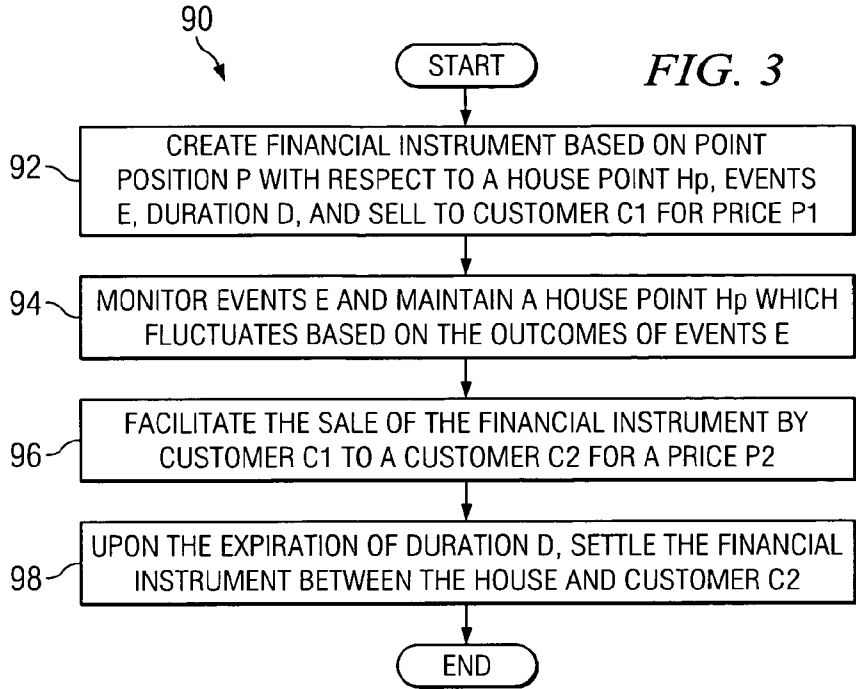 90
START
FIG. 3
92
CREATE FINANCIAL INSTRUMENT BASED ON POINT
POSITION P WITH RESPECT TO A HOUSE POINT Hp, EVENTS
E, DURATION D, AND SELL TO CUSTOMER C1 FOR PRICE P1
94
MONITOR EVENTS E AND MAINTAIN A HOUSE POINT Hp WHICH
FLUCTUATES BASED ON THE OUTCOMES OF EVENTS E
96
FACILITATE THE SALE OF THE FINANCIAL INSTRUMENT BY
CUSTOMER C1 TO A CUSTOMER C2 FOR A PRICE P2
98
UPON THE EXPIRATION OF DURATION D, SETTLE THE FINANCIAL
INSTRUMENT BETWEEN THE HOUSE AND CUSTOMER C2
END